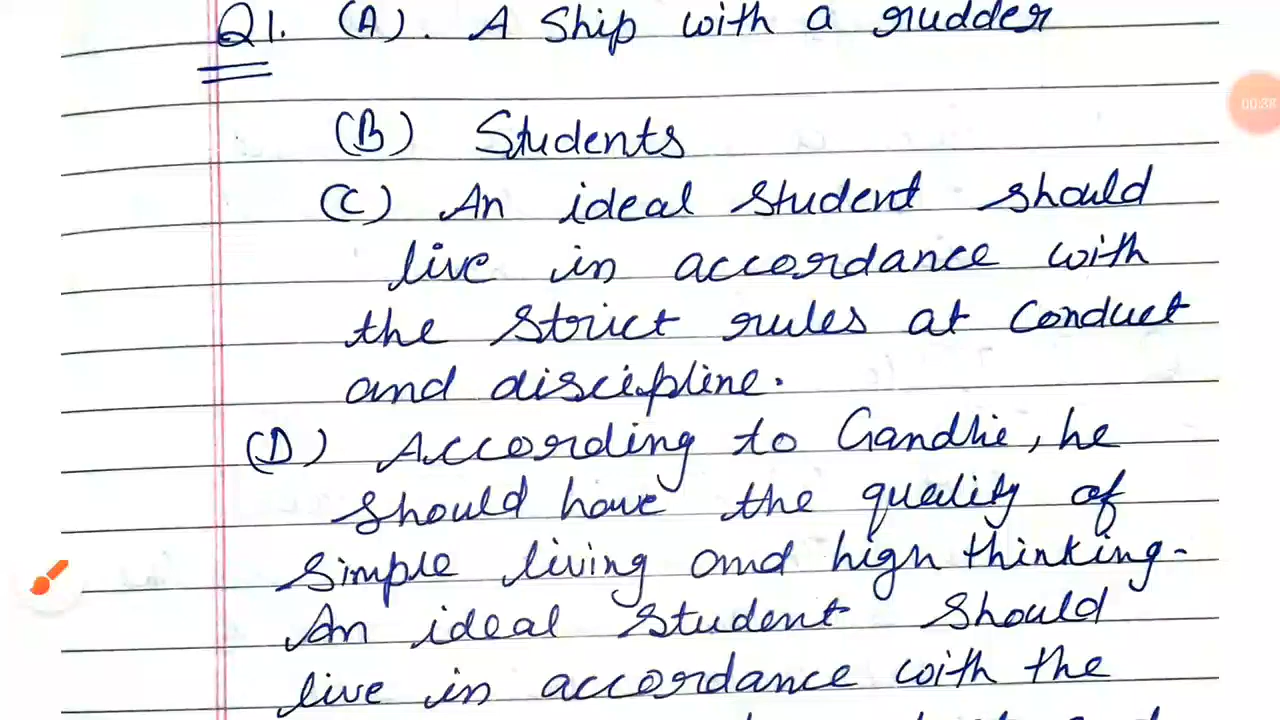 Q1. (A). A Ship with a rudder
00:38
(B) Students
(C) An ideal Student should
live in accordance with
the strict rules at Conduct
and discipline.
(D) According to Gandhi, he
should have the quality of
simple living and high thinking-
An ideal student should
live in accordance with the